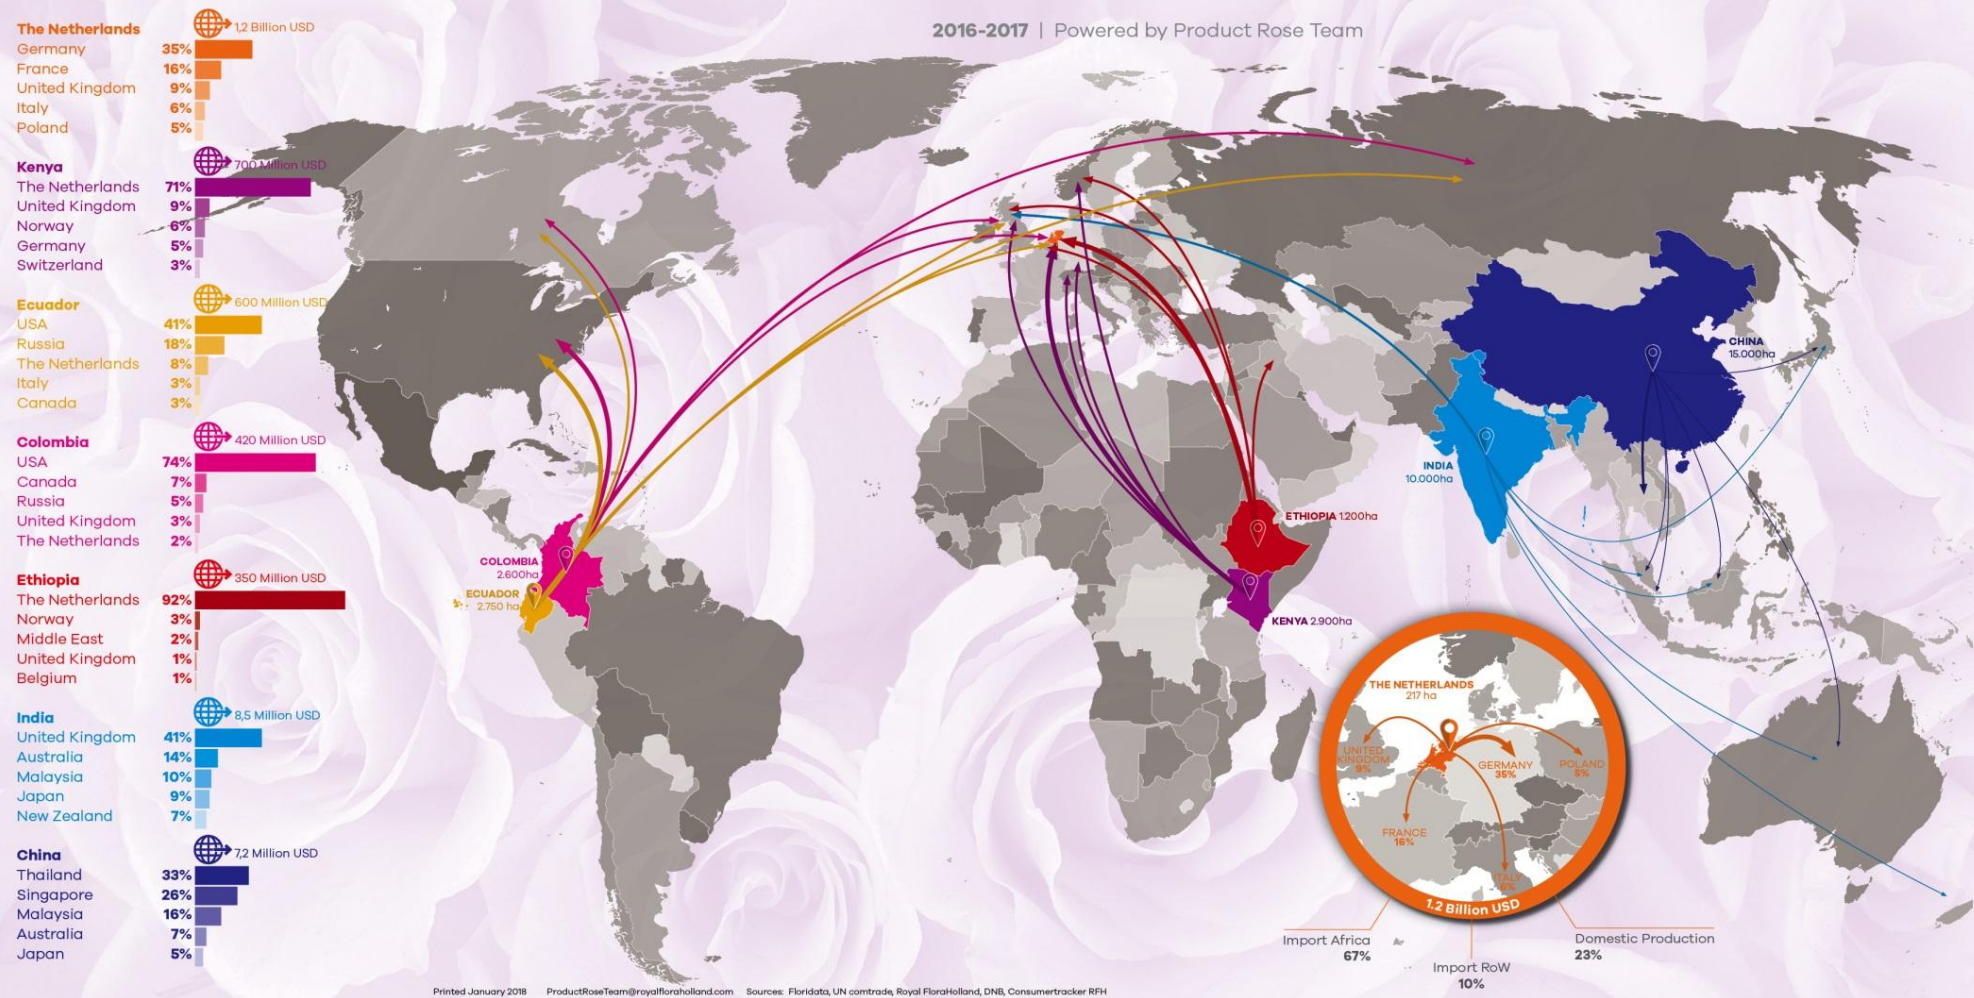 2016-2017 | Powered by Product Rose Team
The Netherlands 1,2 Billion USD
Germany 35%
France 16%
United Kingdom 9%
Italy 6%
Poland 5%
Kenya 700 Million USD
The Netherlands 71%
United Kingdom 9%
Norway 6%
Germany 5%
Switzerland 3%
Ecuador 600 Million USD
USA 41%
Russia 18%
The Netherlands 8%
Italy 3%
Canada 3%
Colombia 420 Million USD
USA 74%
Canada 7%
Russia 5%
United Kingdom 3%
The Netherlands 2%
Ethiopia 350 Million USD
The Netherlands 92%
Norway 3%
Middle East 2%
United Kingdom 1%
Belgium 1%
India 8,5 Million USD
United Kingdom 41%
Australia 14%
Malaysia 10%
Japan 9%
New Zealand 7%
China 7,2 Million USD
Thailand 33%
Singapore 26%
Malaysia 16%
Australia 7%
Japan 5%
CHINA
15.000ha
INDIA
10.000ha
ETHIOPIA 1.200ha
COLOMBIA
2.600ha
ECUADOR
2.750 ha
KENYA 2.900ha
THE NETHERLANDS
217 ha
UNITED
KINGDOM
9%
GERMANY
35%
POLAND
5%
FRANCE
16%
ITALY
6%
1.2 Billion USD
Import Africa
67%
Import RoW
10%
Domestic Production
23%
Printed January 2018 ProductRoseTeam@royalfloraholland.com Sources: Floridata, UN comtrade, Royal FloraHolland, DNB, Consumertracker RFH